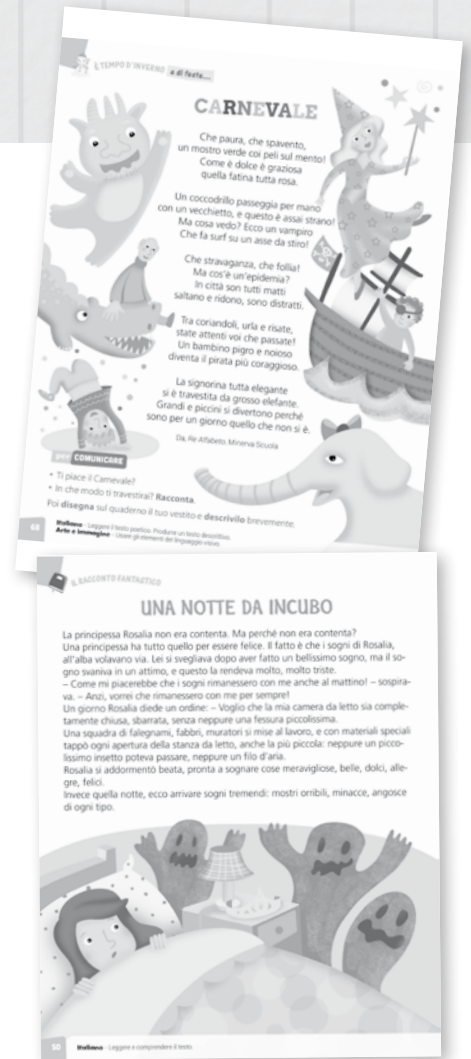 IL TEMPO D'INVERNO e di feste...
CARNEVALE
Che paura, che spavento,
un mostro verde coi peli sul mento!
Come è dolce è graziosa
quella fatina tutta rosa.
Un coccodrillo passeggia per mano
con un vecchietto, e questo è assai strano!
Ma cosa vedo? Ecco un vampiro
Che fa surf su un asse da stiro!
Che stravaganza, che follia!
Ma cos'è un'epidemia?
In città son tutti matti
saltano e ridono, sono distratti.
Tra coriandoli, urla e risate,
state attenti voi che passate!
Un bambino pigro e noioso
diventa il pirata più coraggioso.
La signorina tutta elegante
si è travestita da grosso elefante.
Grandi e piccini si divertono perché
sono per un giorno quello che non si è.
Da, Re Alfabeto, Minerva Scuola
per COMUNICARE
• Ti piace il Carnevale?
• In che modo ti travestirai? Racconta.
Poi disegna sul quaderno il tuo vestito e descrivilo brevemente.
48
Italiano - Leggere il testo poetico. Produrre un testo descrittivo.
Arte e immagine - Usare gli elementi del linguaggio visivo.
IL RACCONTO FANTASTICO
UNA NOTTE DA INCUBO
La principessa Rosalia non era contenta. Ma perché non era contenta?
Una principessa ha tutto quello per essere felice. Il fatto è che i sogni di Rosalia,
all'alba volavano via. Lei si svegliava dopo aver fatto un bellissimo sogno, ma il so-
gno svaniva in un attimo, e questo la rendeva molto, molto triste.
– Come mi piacerebbe che i sogni rimanessero con me anche al mattino! – sospira-
va. – Anzi, vorrei che rimanessero con me per sempre!
Un giorno Rosalia diede un ordine: – Voglio che la mia camera da letto sia comple-
tamente chiusa, sbarrata, senza neppure una fessura piccolissima.
Una squadra di falegnami, fabbri, muratori si mise al lavoro, e con materiali speciali
tappò ogni apertura della stanza da letto, anche la più piccola: neppure un picco-
lissimo insetto poteva passare, neppure un filo d'aria.
Rosalia si addormentò beata, pronta a sognare cose meravigliose, belle, dolci, alle-
gre, felici.
Invece quella notte, ecco arrivare sogni tremendi: mostri orribili, minacce, angosce
di ogni tipo.
50
Italiano - Leggere e comprendere il testo.